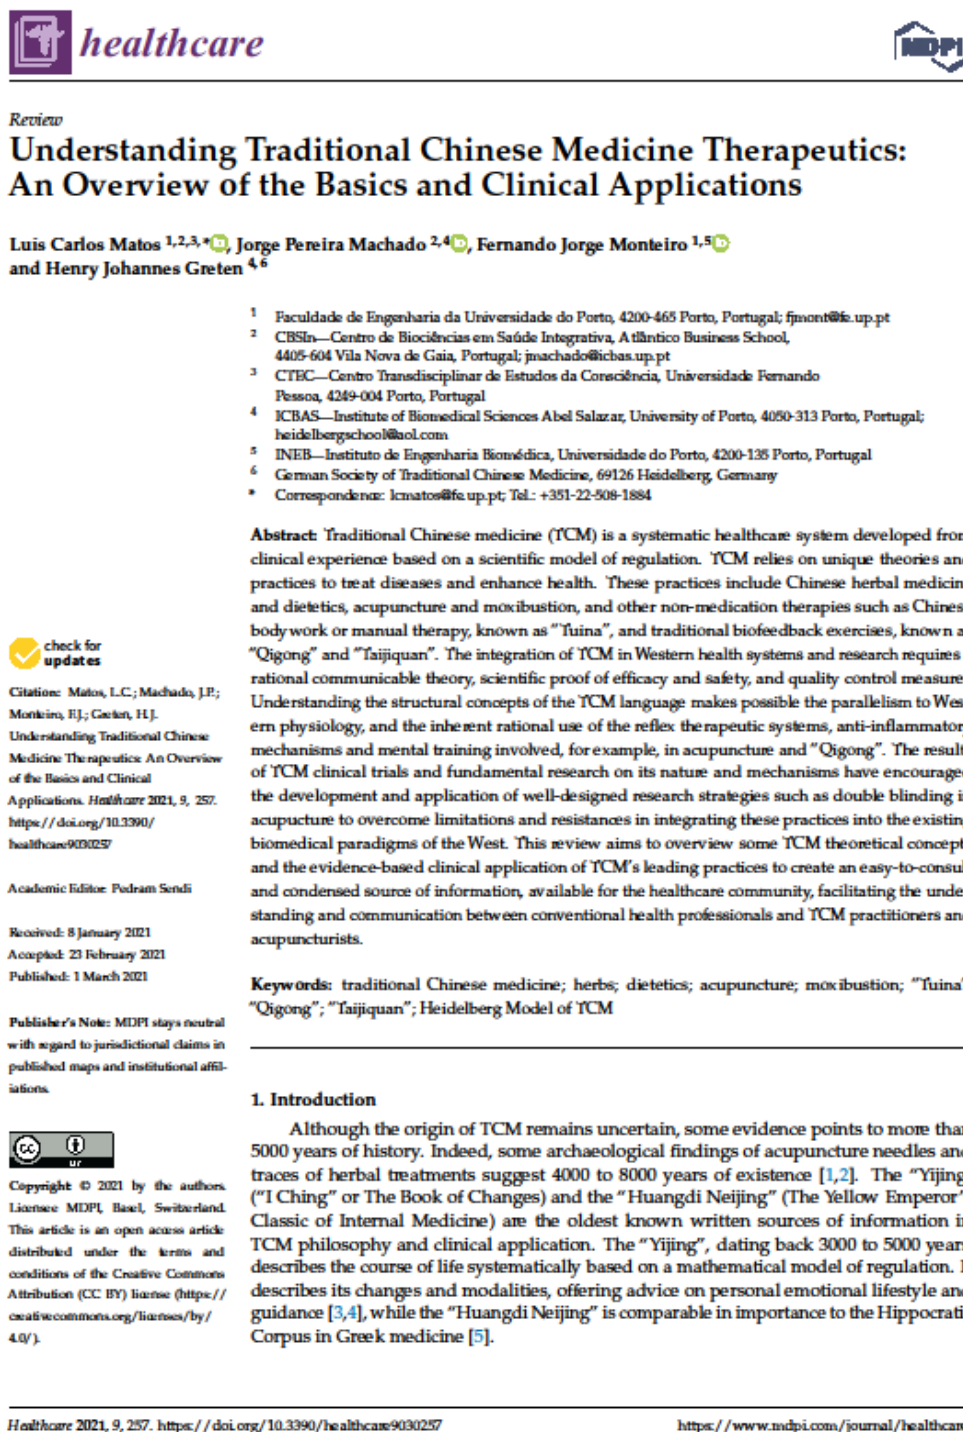 healthcare
MDPI
Review
Understanding Traditional Chinese Medicine Therapeutics:
An Overview of the Basics and Clinical Applications
Luis Carlos Matos 1,2,3,*, Jorge Pereira Machado 2,4, Fernando Jorge Monteiro 1,5
and Henry Johannes Greten 4,6
1 Faculdade de Engenharia da Universidade do Porto, 4200-465 Porto, Portugal; fjmont@fe.up.pt
2 CBSIn—Centro de Biociências em Saúde Integrativa, Atlântico Business School,
4405-604 Vila Nova de Gaia, Portugal; jmachado@icbas.up.pt
3 CTEC—Centro Transdisciplinar de Estudos da Consciência, Universidade Fernando
Pessoa, 4249-004 Porto, Portugal
4 ICBAS—Institute of Biomedical Sciences Abel Salazar, University of Porto, 4050-313 Porto, Portugal;
heidelbergschool@aol.com
5 INEB—Instituto de Engenharia Biomédica, Universidade do Porto, 4200-135 Porto, Portugal
6 German Society of Traditional Chinese Medicine, 69126 Heidelberg, Germany
* Correspondence: lcmatos@fe.up.pt; Tel.: +351-22-508-1884
Abstract: Traditional Chinese medicine (TCM) is a systematic healthcare system developed from
clinical experience based on a scientific model of regulation. TCM relies on unique theories and
practices to treat diseases and enhance health. These practices include Chinese herbal medicin
and dietetics, acupuncture and moxibustion, and other non-medication therapies such as Chines
bodywork or manual therapy, known as "Tuina", and traditional biofeedback exercises, known a
"Qigong" and "Taijiquan". The integration of TCM in Western health systems and research requires
rational communicable theory, scientific proof of efficacy and safety, and quality control measure
Understanding the structural concepts of the TCM language makes possible the parallelism to Wes
ern physiology, and the inherent rational use of the reflex therapeutic systems, anti-inflammator
mechanisms and mental training involved, for example, in acupuncture and "Qigong". The result
of TCM clinical trials and fundamental research on its nature and mechanisms have encouraged
the development and application of well-designed research strategies such as double blinding i
acupucture to overcome limitations and resistances in integrating these practices into the existing
biomedical paradigms of the West. This review aims to overview some TCM theoretical concept
and the evidence-based clinical application of TCM's leading practices to create an easy-to-consul
and condensed source of information, available for the healthcare community, facilitating the under
standing and communication between conventional health professionals and TCM practitioners and
acupuncturists.
Keywords: traditional Chinese medicine; herbs; dietetics; acupuncture; moxibustion; "Tuina"
"Qigong"; "Taijiquan"; Heidelberg Model of TCM
check for
updates
Citation: Matos, L.C.; Machado, J.P.;
Monteiro, F.J.; Greten, H.J.
Understanding Traditional Chinese
Medicine Therapeutics: An Overview
of the Basics and Clinical
Applications. Healthcare 2021, 9, 257.
https://doi.org/10.3390/
healthcare9030257
Academic Editor: Pedram Sendi
Received: 8 January 2021
Accepted: 23 February 2021
Published: 1 March 2021
Publisher's Note: MDPI stays neutral
with regard to jurisdictional claims in
published maps and institutional affil-
iations.
cc
BY
Copyright: © 2021 by the authors.
Licensee MDPI, Basel, Switzerland.
This article is an open access article
distributed under the terms and
conditions of the Creative Commons
Attribution (CC BY) license (https://
creativecommons.org/licenses/by/
4.0/).
1. Introduction
Although the origin of TCM remains uncertain, some evidence points to more than
5000 years of history. Indeed, some archaeological findings of acupuncture needles and
traces of herbal treatments suggest 4000 to 8000 years of existence [1,2]. The "Yijing
("I Ching" or The Book of Changes) and the "Huangdi Neijing" (The Yellow Emperor'
Classic of Internal Medicine) are the oldest known written sources of information i
TCM philosophy and clinical application. The "Yijing", dating back 3000 to 5000 years
describes the course of life systematically based on a mathematical model of regulation. I
describes its changes and modalities, offering advice on personal emotional lifestyle and
guidance [3,4], while the "Huangdi Neijing" is comparable in importance to the Hippocrati
Corpus in Greek medicine [5].
Healthcare 2021, 9, 257. https://doi.org/10.3390/healthcare9030257
https://www.mdpi.com/journal/healthcare